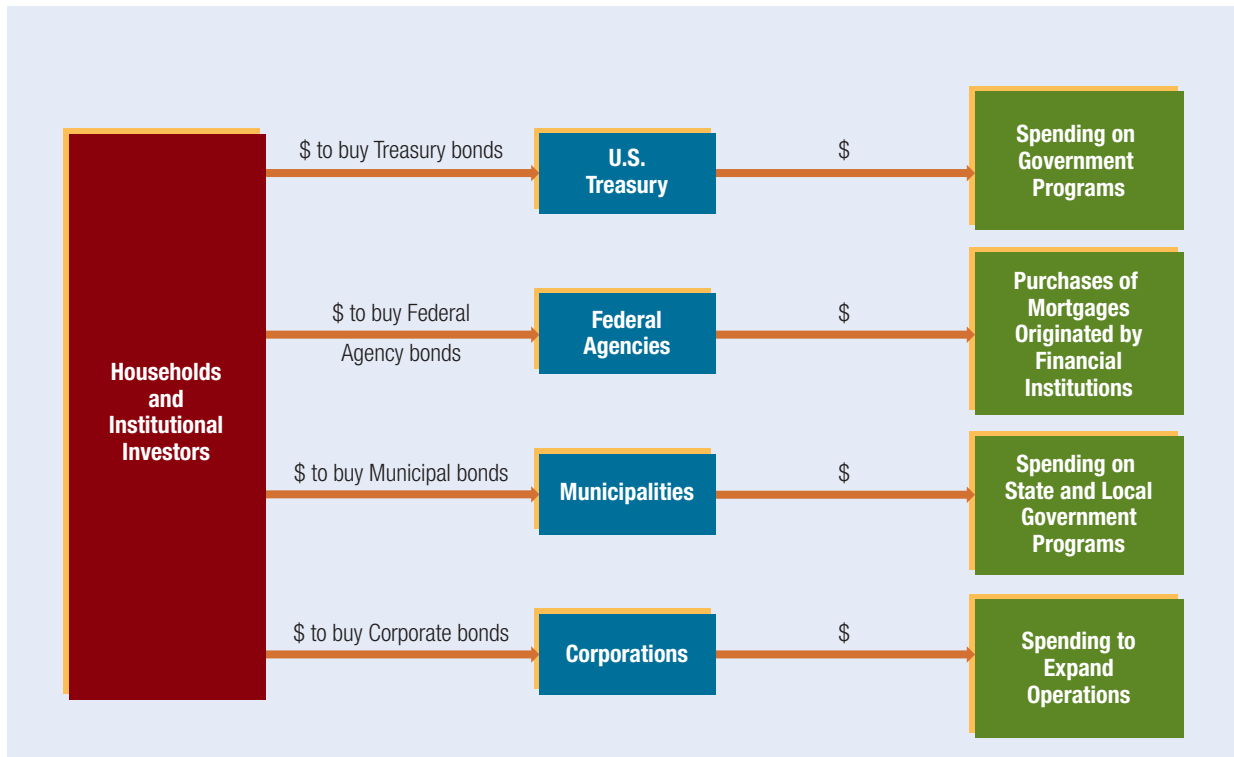 Households
and
Institutional
Investors
$ to buy Treasury bonds
U.S.
Treasury
$
Spending on
Government
Programs
$ to buy Federal
Agency bonds
Federal
Agencies
$
Purchases of
Mortgages
Originated by
Financial
Institutions
$ to buy Municipal bonds
Municipalities
$
Spending on
State and Local
Government
Programs
$ to buy Corporate bonds
Corporations
$
Spending to
Expand
Operations